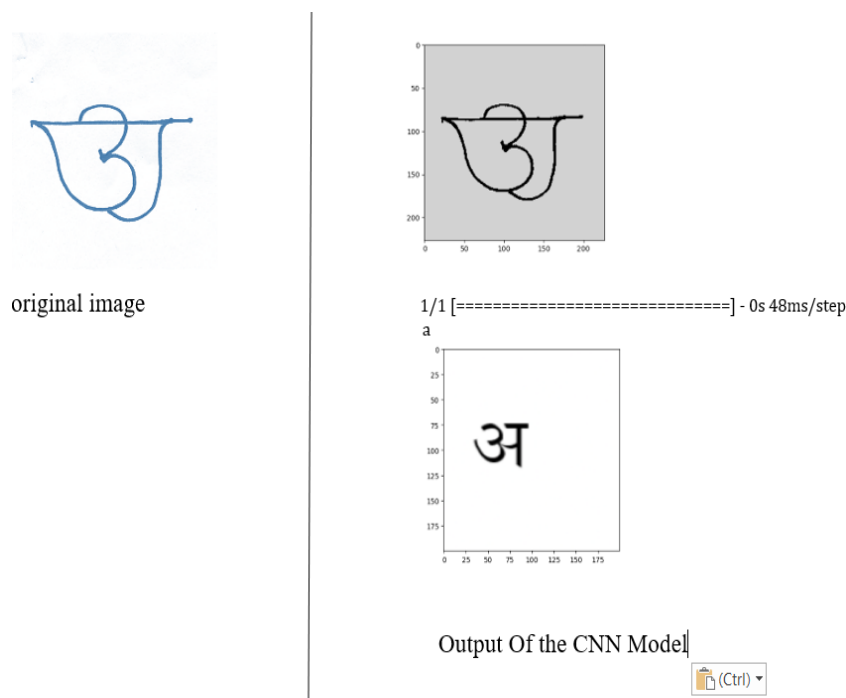 original image
0
50
100
150
200
0 50 100 150 200
1/1 [==============================] - 0s 48ms/step
a
0
25
50
75
अ
100
125
150
175
0 25 50 75 100 125 150 175
Output Of the CNN Model
(Ctrl)